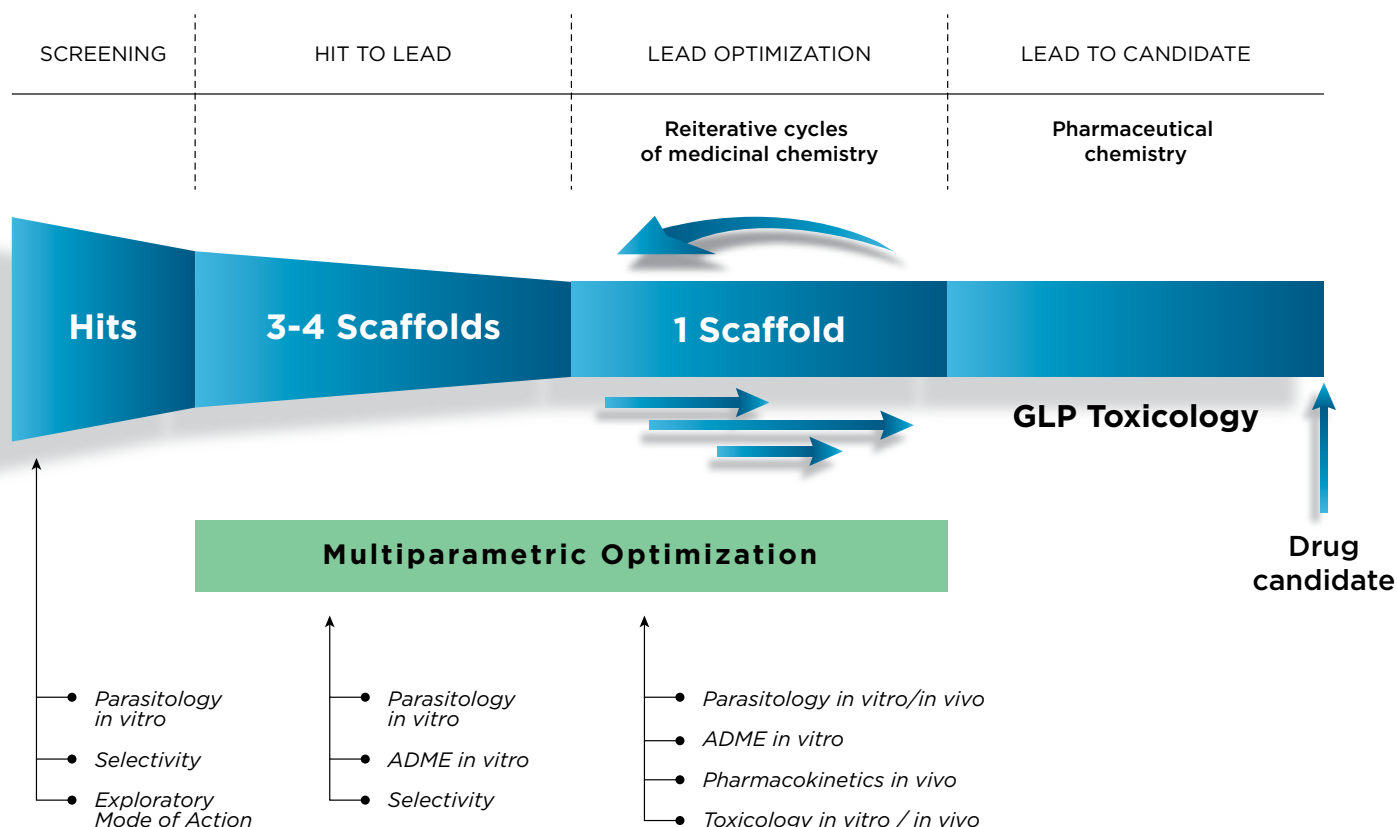 SCREENING
HIT TO LEAD
LEAD OPTIMIZATION
LEAD TO CANDIDATE
Reiterative cycles
of medicinal chemistry
Pharmaceutical
chemistry
Hits
3-4 Scaffolds
1 Scaffold
GLP Toxicology
Multiparametric Optimization
Drug
candidate
Parasitology
in vitro
Selectivity
Exploratory
Mode of Action
Parasitology
in vitro
ADME in vitro
Selectivity
Parasitology in vitro/in vivo
ADME in vitro
Pharmacokinetics in vivo
Toxicology in vitro / in vivo